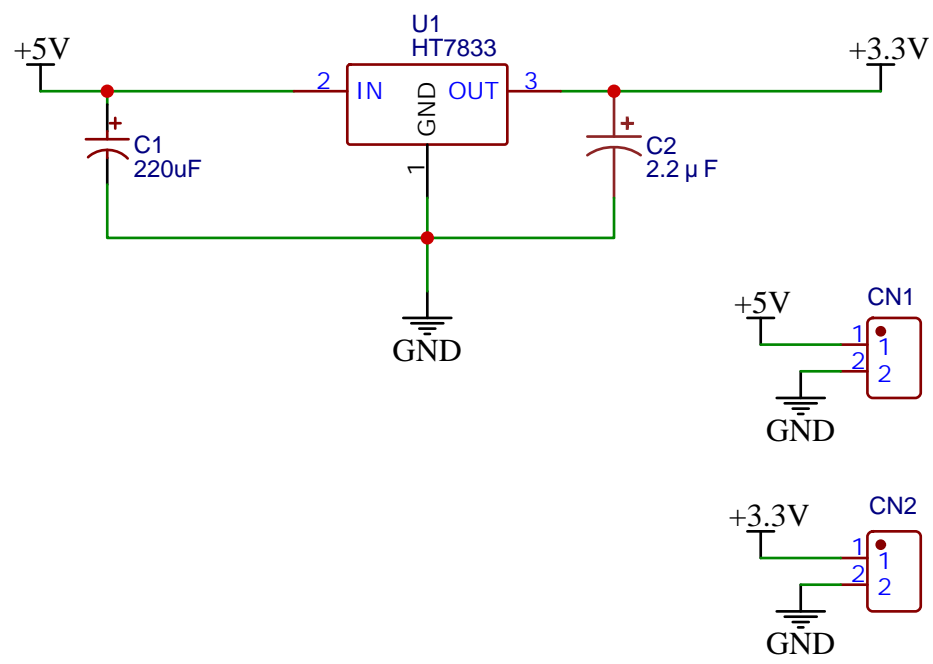 U1
HT7833
+5V
+3.3V
2
IN
GND
OUT
3
1
+
C1
220uF
+
C2
2.2 µ F
GND
+5V
CN1
1
1
2
2
GND
+3.3V
CN2
1
1
2
2
GND